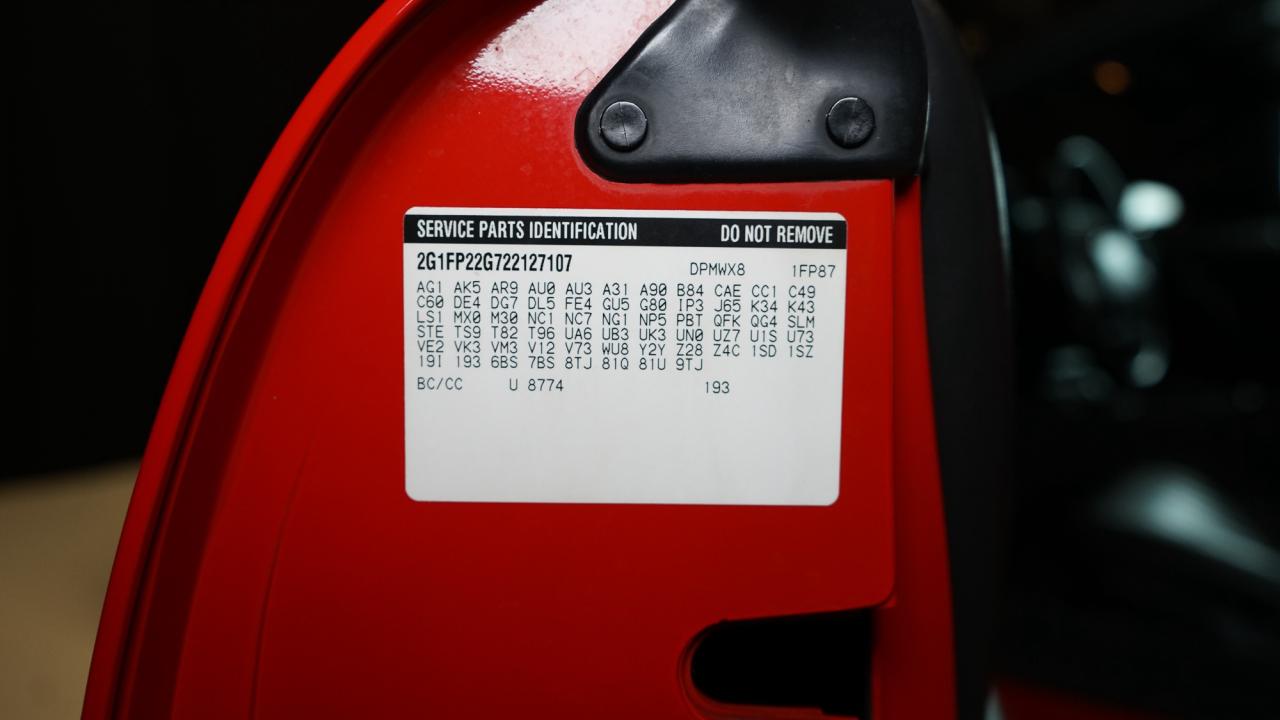 SERVICE PARTS IDENTIFICATION DO NOT REMOVE
2G1FP22G722127107 DPMWX8 1FP87
AG1 AK5 AR9 AU0 AU3 A31 A90 B84 CAE CC1 C49
C60 DE4 DG7 DL5 FE4 GU5 G80 IP3 J65 K34 K43
LS1 MX0 M30 NC1 NC7 NG1 NP5 PBT QFK QG4 SLM
STE TS9 T82 T96 UA6 UB3 UK3 UN0 UZ7 U1S U73
VE2 VK3 VM3 V12 V73 WU8 Y2Y Z28 Z4C 1SD 1SZ
19I 193 6BS 7BS 8TJ 81Q 81U 9TJ
BC/CC U 8774 193